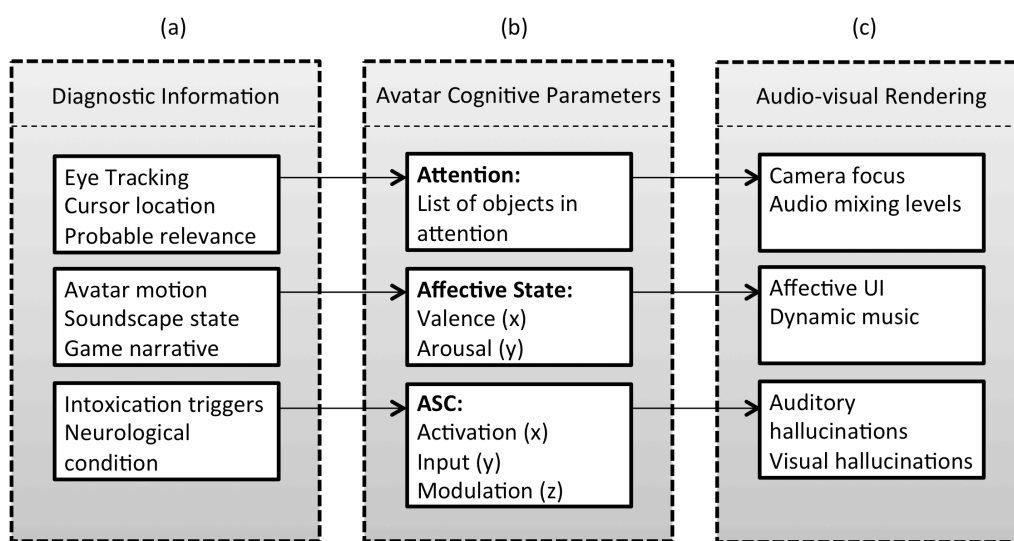 (a)
(b)
(c)
Diagnostic Information
Avatar Cognitive Parameters
Audio-visual Rendering
Eye Tracking
Cursor location
Probable relevance
Attention:
List of objects in
attention
Camera focus
Audio mixing levels
Avatar motion
Soundscape state
Game narrative
Affective State:
Valence (x)
Arousal (y)
Affective UI
Dynamic music
Intoxication triggers
Neurological
condition
ASC:
Activation (x)
Input (y)
Modulation (z)
Auditory
hallucinations
Visual hallucinations